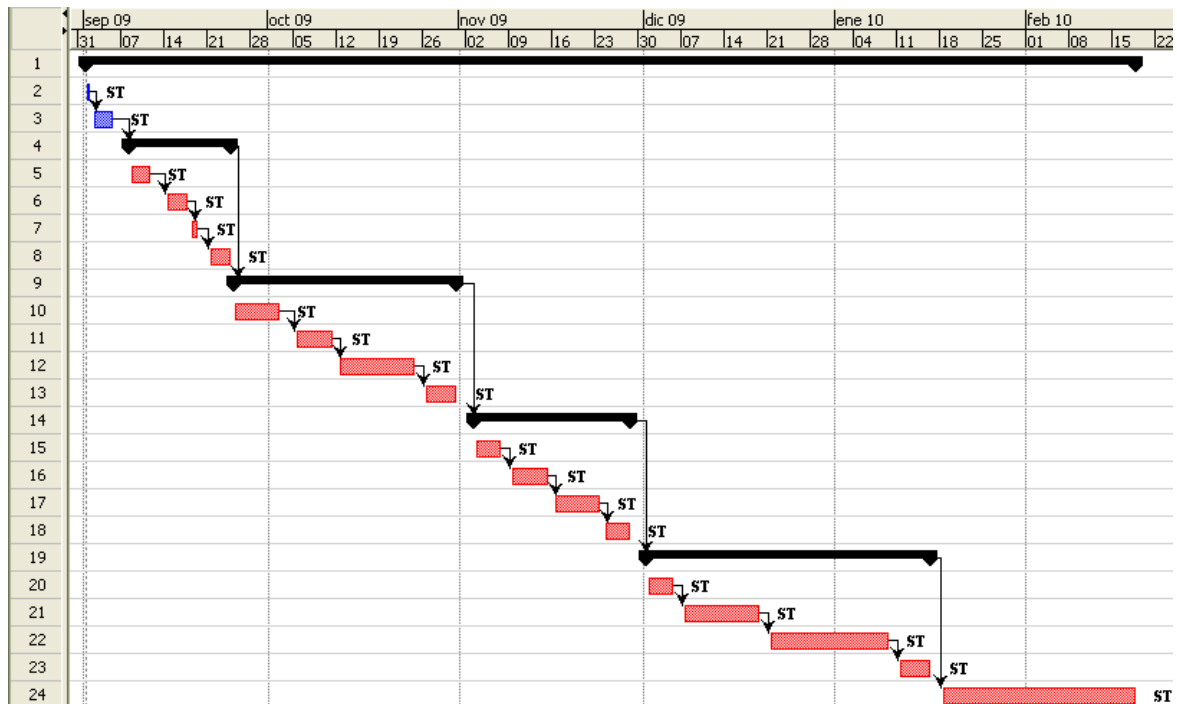 sep 09 oct 09 nov 09 dic 09 ene 10 feb 10
31 07 14 21 28 05 12 19 26 02 09 16 23 30 07 14 21 28 04 11 18 25 01 08 15 22
1
2 ST
3 ST
4
5 ST
6 ST
7 ST
8 ST
9
10 ST
11 ST
12 ST
13 ST
14
15 ST
16 ST
17 ST
18 ST
19
20 ST
21 ST
22 ST
23 ST
24 ST